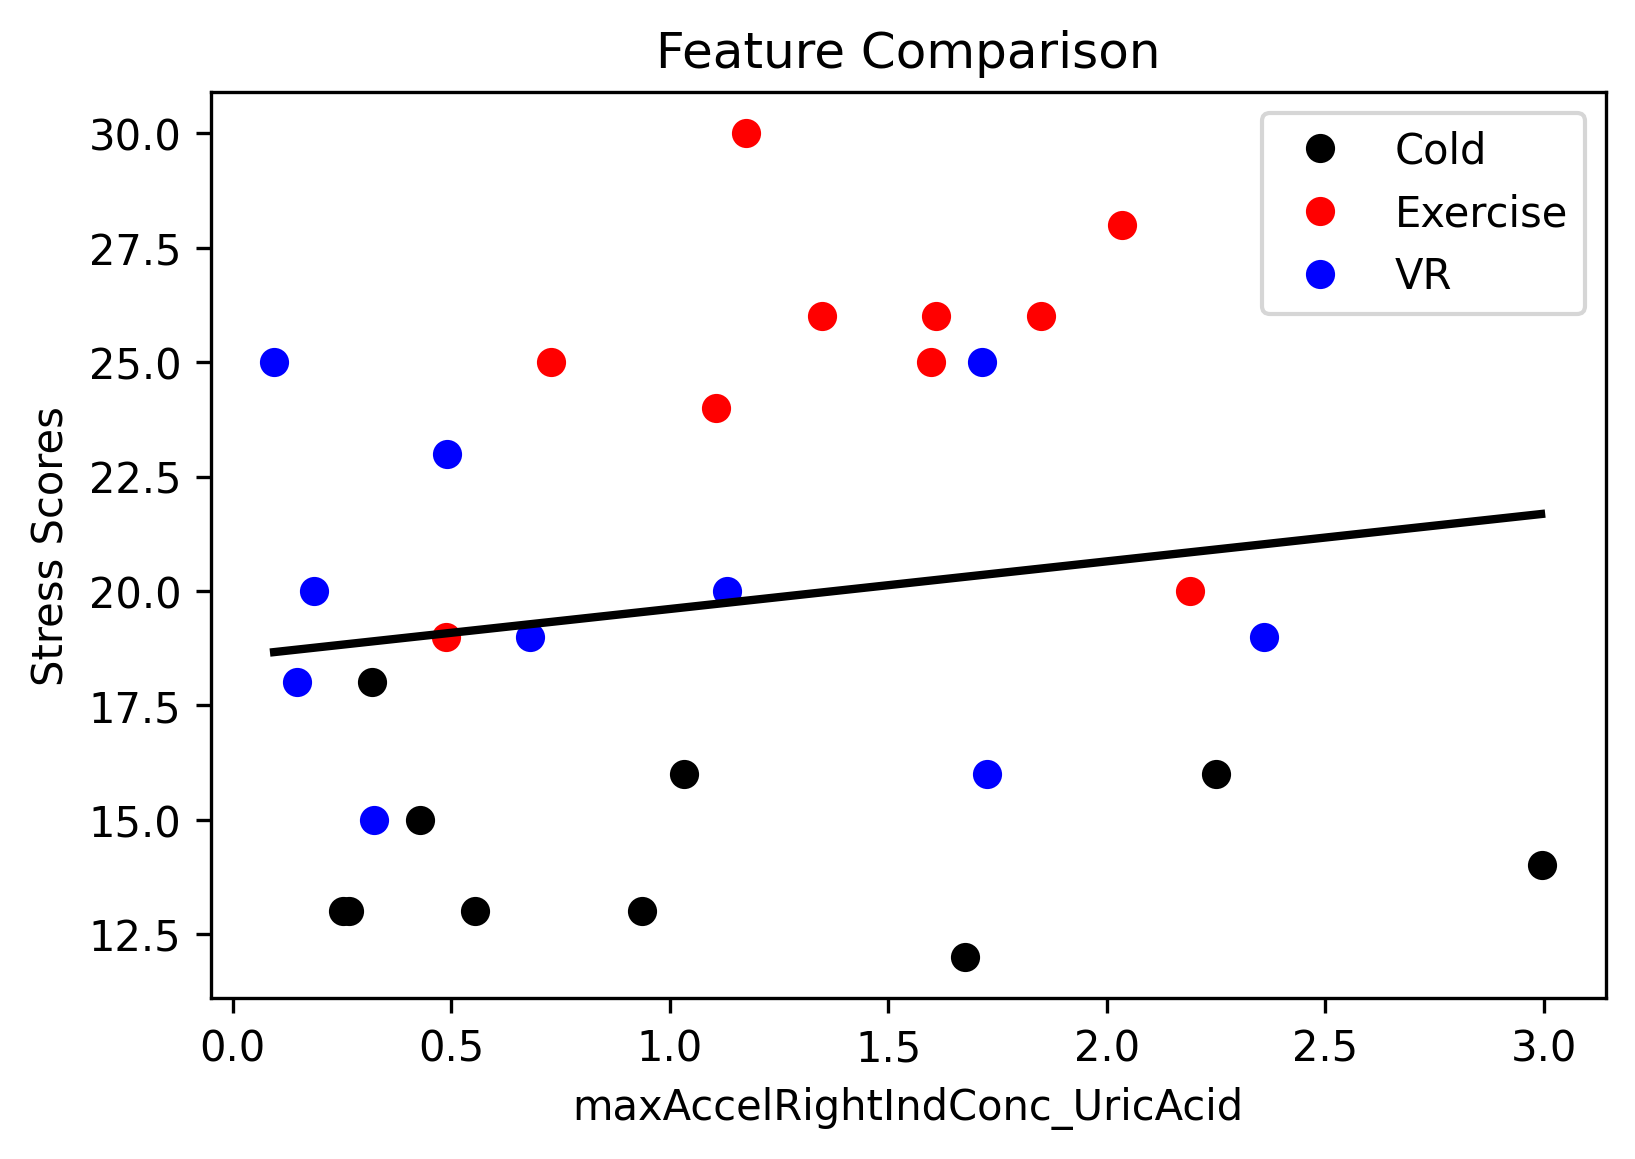 Feature Comparison
30.0
27.5
25.0
22.5
20.0
17.5
15.0
12.5
Stress Scores
Cold
Exercise
VR
0.0 0.5 1.0 1.5 2.0 2.5 3.0
maxAccelRightIndConc_UricAcid